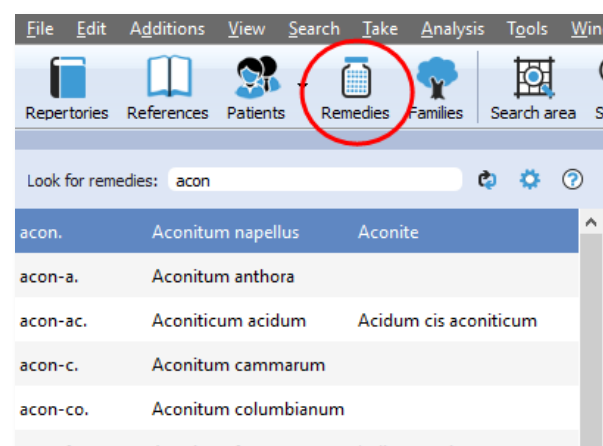 File Edit Additions View Search Take Analysis Tools Win
Repertories References Patients Remedies Families Search area S
Look for remedies: acon
acon. Aconitum napellus Aconite
acon-a. Aconitum anthora
acon-ac. Aconiticum acidum Acidum cis aconiticum
acon-c. Aconitum cammarum
acon-co. Aconitum columbianum